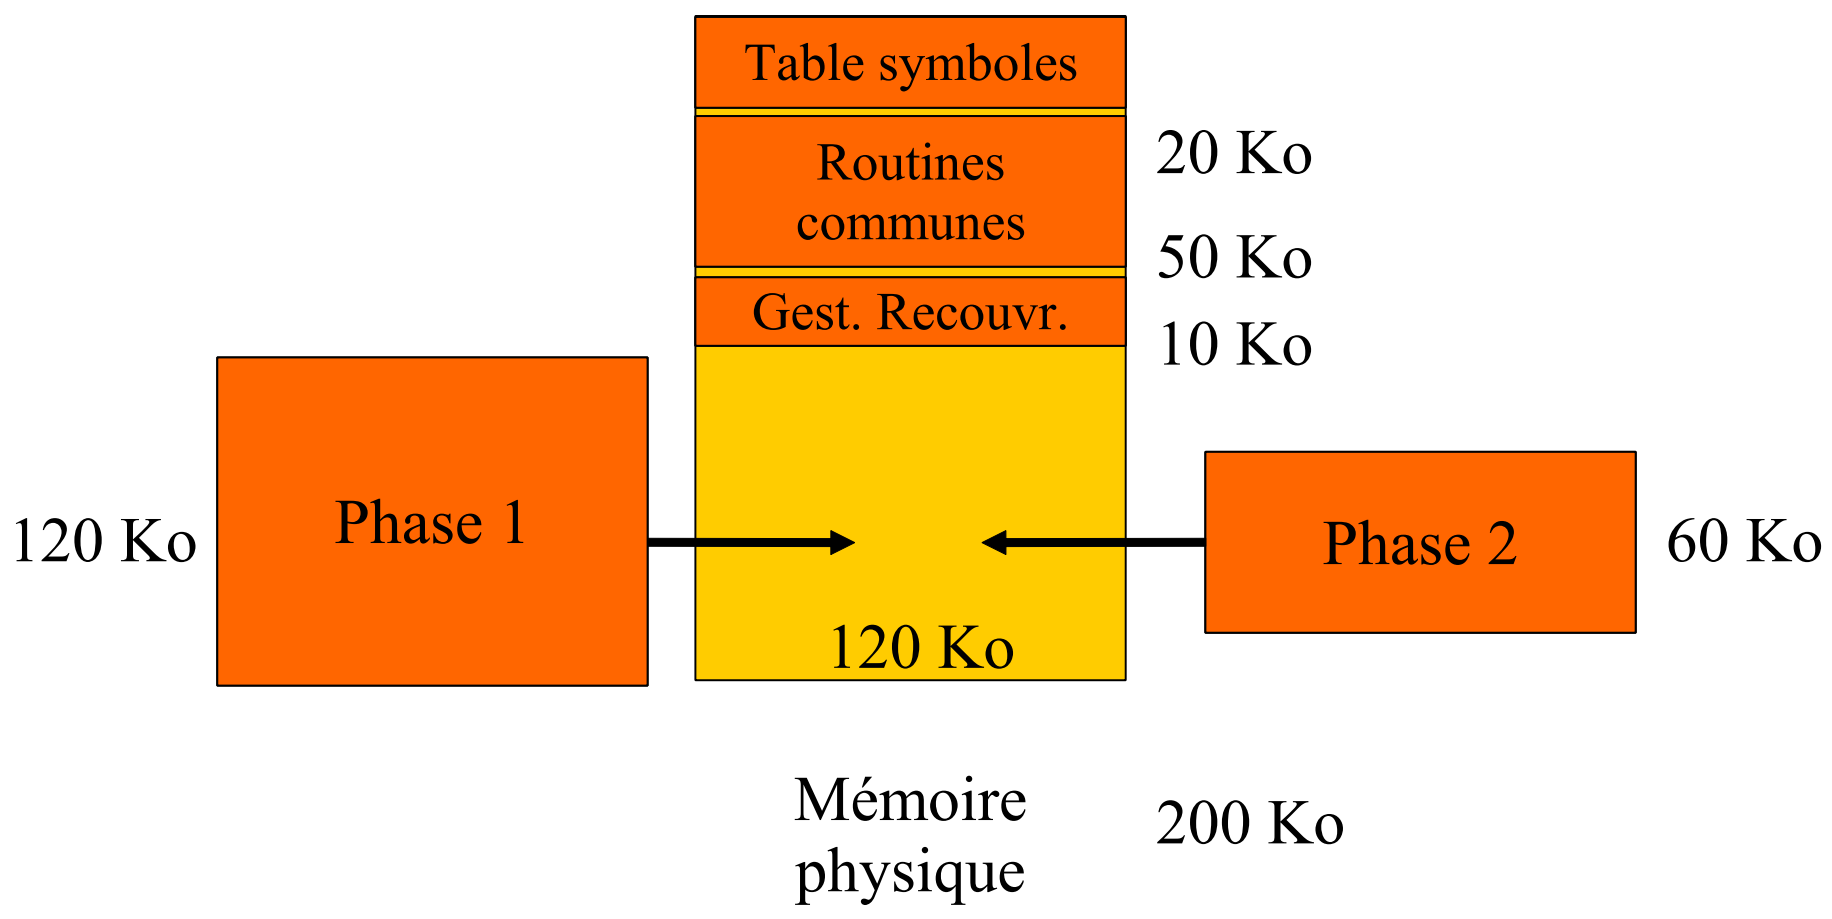 Table symboles
20 Ko
Routines
communes
50 Ko
Gest. Recouvr.
10 Ko
120 Ko
Phase 1
Phase 2
60 Ko
120 Ko
Mémoire
physique
200 Ko